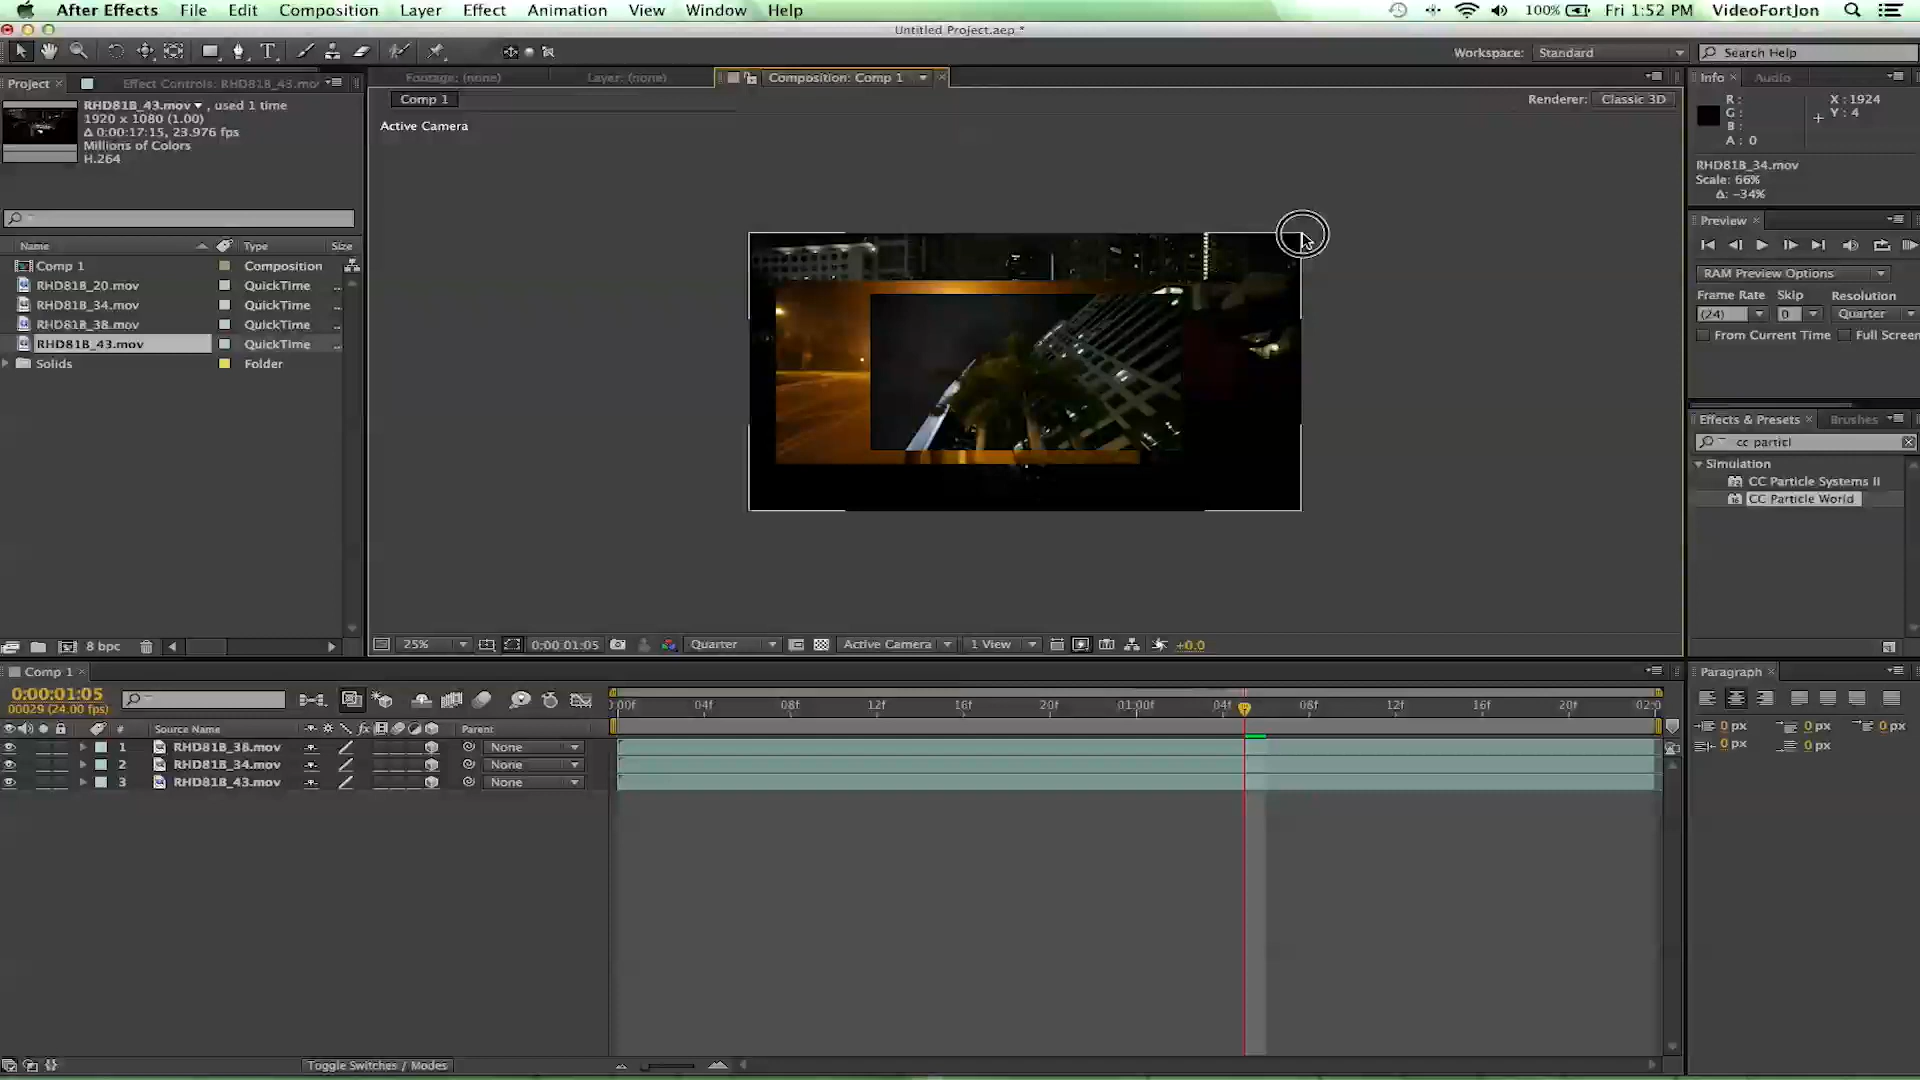 After Effects File Edit Composition Layer Effect Animation View Window Help 100% Fri 1:52 PM VideoFortJon
Untitled Project.aep *
Workspace: Standard Search Help
Project × Effect Controls: RHD81B_43.mo
Footage: (none) Layer: (none) Composition: Comp 1 ×
Info × Audio
RHD81B_43.mov, used 1 time
1920 x 1080 (1.00)
Δ 0:00:17:15, 23.976 fps
Millions of Colors
H.264
Comp 1
Renderer: Classic 3D
Active Camera
R:
G:
B:
A: 0
X: 1924
Y: 4
RHD81B_34.mov
Scale: 66%
Δ: -34%
Preview ×
Name Type Size
Comp 1 Composition
RHD81B_20.mov QuickTime ..
RHD81B_34.mov QuickTime ..
RHD81B_38.mov QuickTime ..
RHD81B_43.mov QuickTime ..
Solids Folder
RAM Preview Options
Frame Rate Skip Resolution
(24) 0 Quarter
From Current Time Full Screen
Effects & Presets × Brushes
cc particl
Simulation
CC Particle Systems II
CC Particle World
8 bpc
25% 0:00:01:05 Quarter Active Camera 1 View +0.0
Comp 1 ×
0:00:01:05
00029 (24.00 fps)
):00f 04f 08f 12f 16f 20f 01:00f 04f 08f 12f 16f 20f 02:0
# Source Name fx Parent
1 RHD81B_38.mov None
2 RHD81B_34.mov None
3 RHD81B_43.mov None
Paragraph ×
0 px 0 px 0 px
0 px 0 px
Toggle Switches / Modes